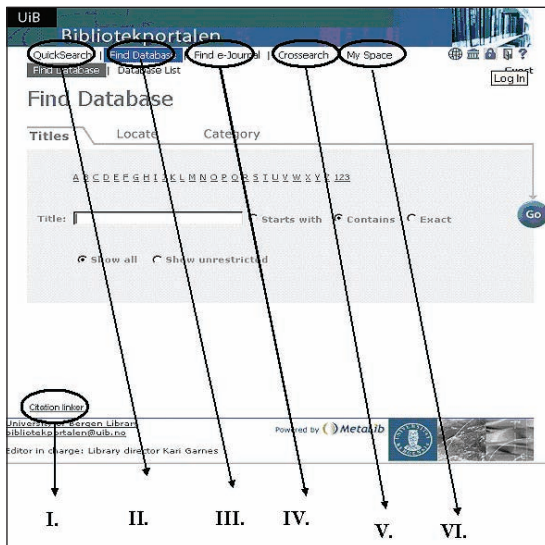 UiB
Bibliotekportalen
QuickSearch | Find Database | Find e-Journal | Crossearch | My Space
Find Database | Database List
Guest
Log In
Find Database
Titles Locate Category
A B C D E F G H I J K L M N O P Q R S T U V W X Y Z 123
Title: Starts with Contains Exact Go
Show all Show unrestricted
Citation linker
University of Bergen Library
bibliotekportalen@uib.no
Powered by MetaLib
Editor in charge: Library director Kari Garnes
I. II. III. IV. V. VI.